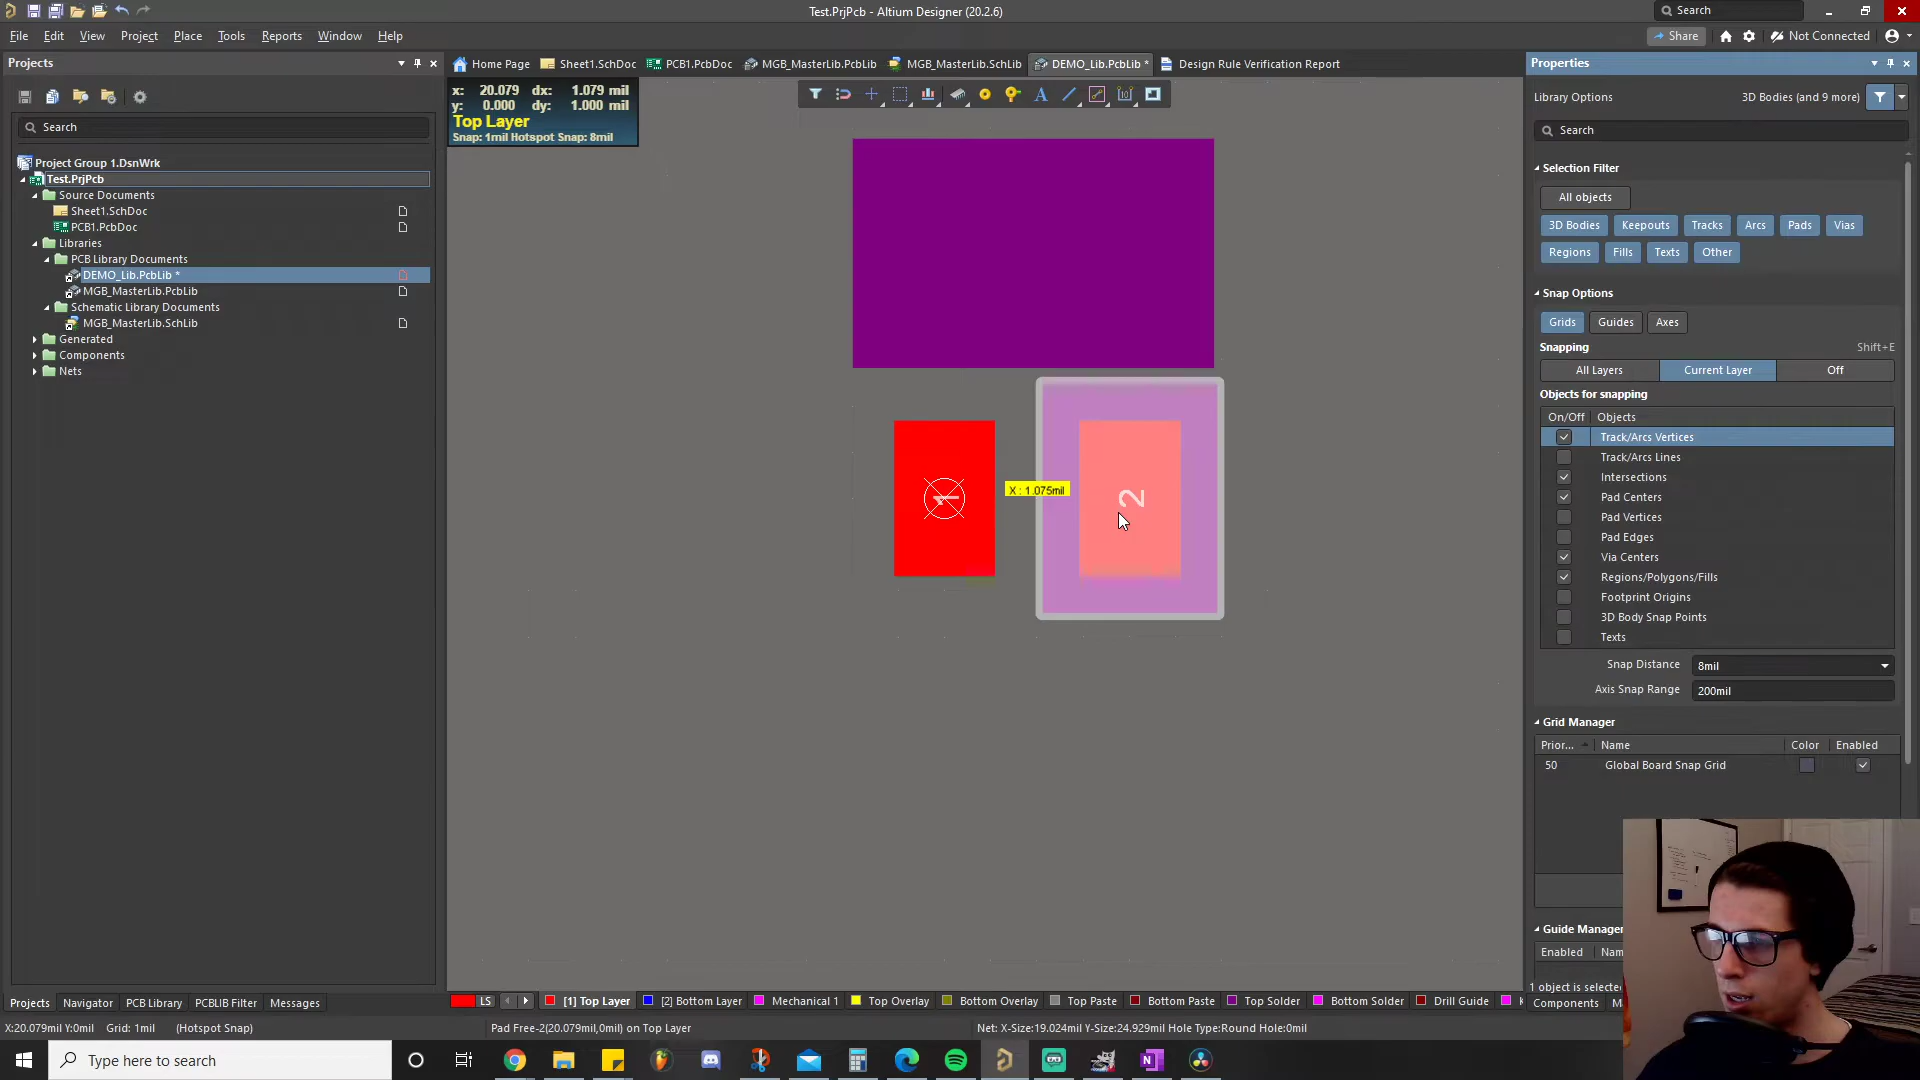 Test.PrjPcb - Altium Designer (20.2.6)
Search
File Edit View Project Place Tools Reports Window Help
Share
Not Connected
Projects
Home Page Sheet1.SchDoc PCB1.PcbDoc MGB_MasterLib.PcbLib MGB_MasterLib.SchLib DEMO_Lib.PcbLib * Design Rule Verification Report
Properties
x: 20.079 dx: 1.079 mil
y: 0.000 dy: 1.000 mil
Top Layer
Snap: 1mil Hotspot Snap: 8mil
Library Options 3D Bodies (and 9 more)
Search
Search
Project Group 1.DsnWrk
Test.PrjPcb
Source Documents
Sheet1.SchDoc
PCB1.PcbDoc
Libraries
PCB Library Documents
DEMO_Lib.PcbLib *
MGB_MasterLib.PcbLib
Schematic Library Documents
MGB_MasterLib.SchLib
Generated
Components
Nets
1
X : 1.075mil
2
Selection Filter
All objects
3D Bodies Keepouts Tracks Arcs Pads Vias
Regions Fills Texts Other
Snap Options
Grids Guides Axes
Snapping Shift+E
All Layers Current Layer Off
Objects for snapping
On/Off Objects
Track/Arcs Vertices
Track/Arcs Lines
Intersections
Pad Centers
Pad Vertices
Pad Edges
Via Centers
Regions/Polygons/Fills
Footprint Origins
3D Body Snap Points
Texts
Snap Distance 8mil
Axis Snap Range 200mil
Grid Manager
Prior... Name Color Enabled
50 Global Board Snap Grid
Guide Manager
Enabled
1 object is selected
Components
Projects Navigator PCB Library PCBLIB Filter Messages
LS [1] Top Layer [2] Bottom Layer Mechanical 1 Top Overlay Bottom Overlay Top Paste Bottom Paste Top Solder Bottom Solder Drill Guide
X:20.079mil Y:0mil Grid: 1mil (Hotspot Snap)
Pad Free-2(20.079mil,0mil) on Top Layer
Net: X-Size:19.024mil Y-Size:24.929mil Hole Type:Round Hole:0mil
Type here to search